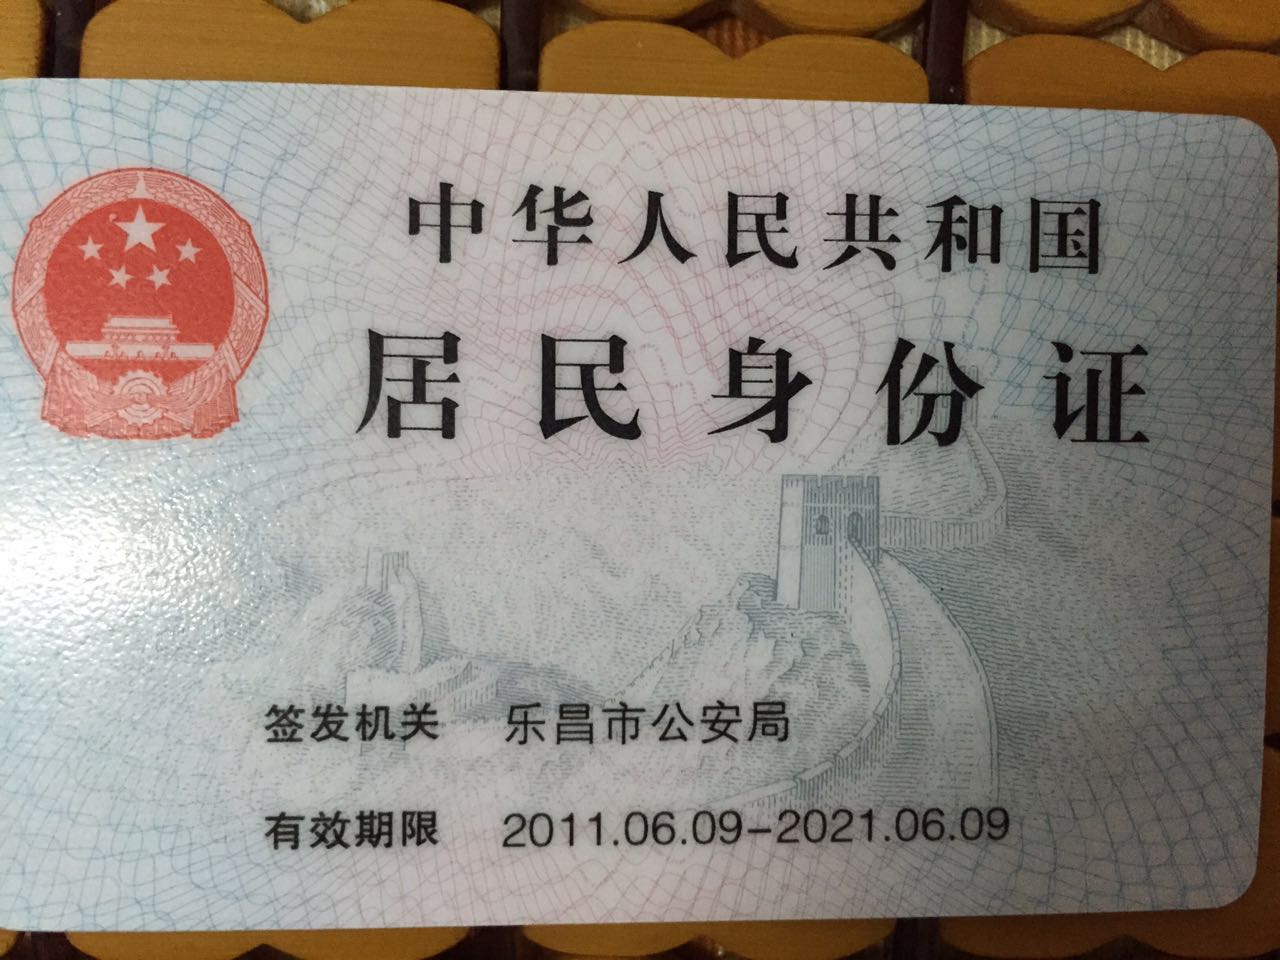 中华人民共和国
居民身份证
签发机关 乐昌市公安局
有效期限 2011.06.09-2021.06.09